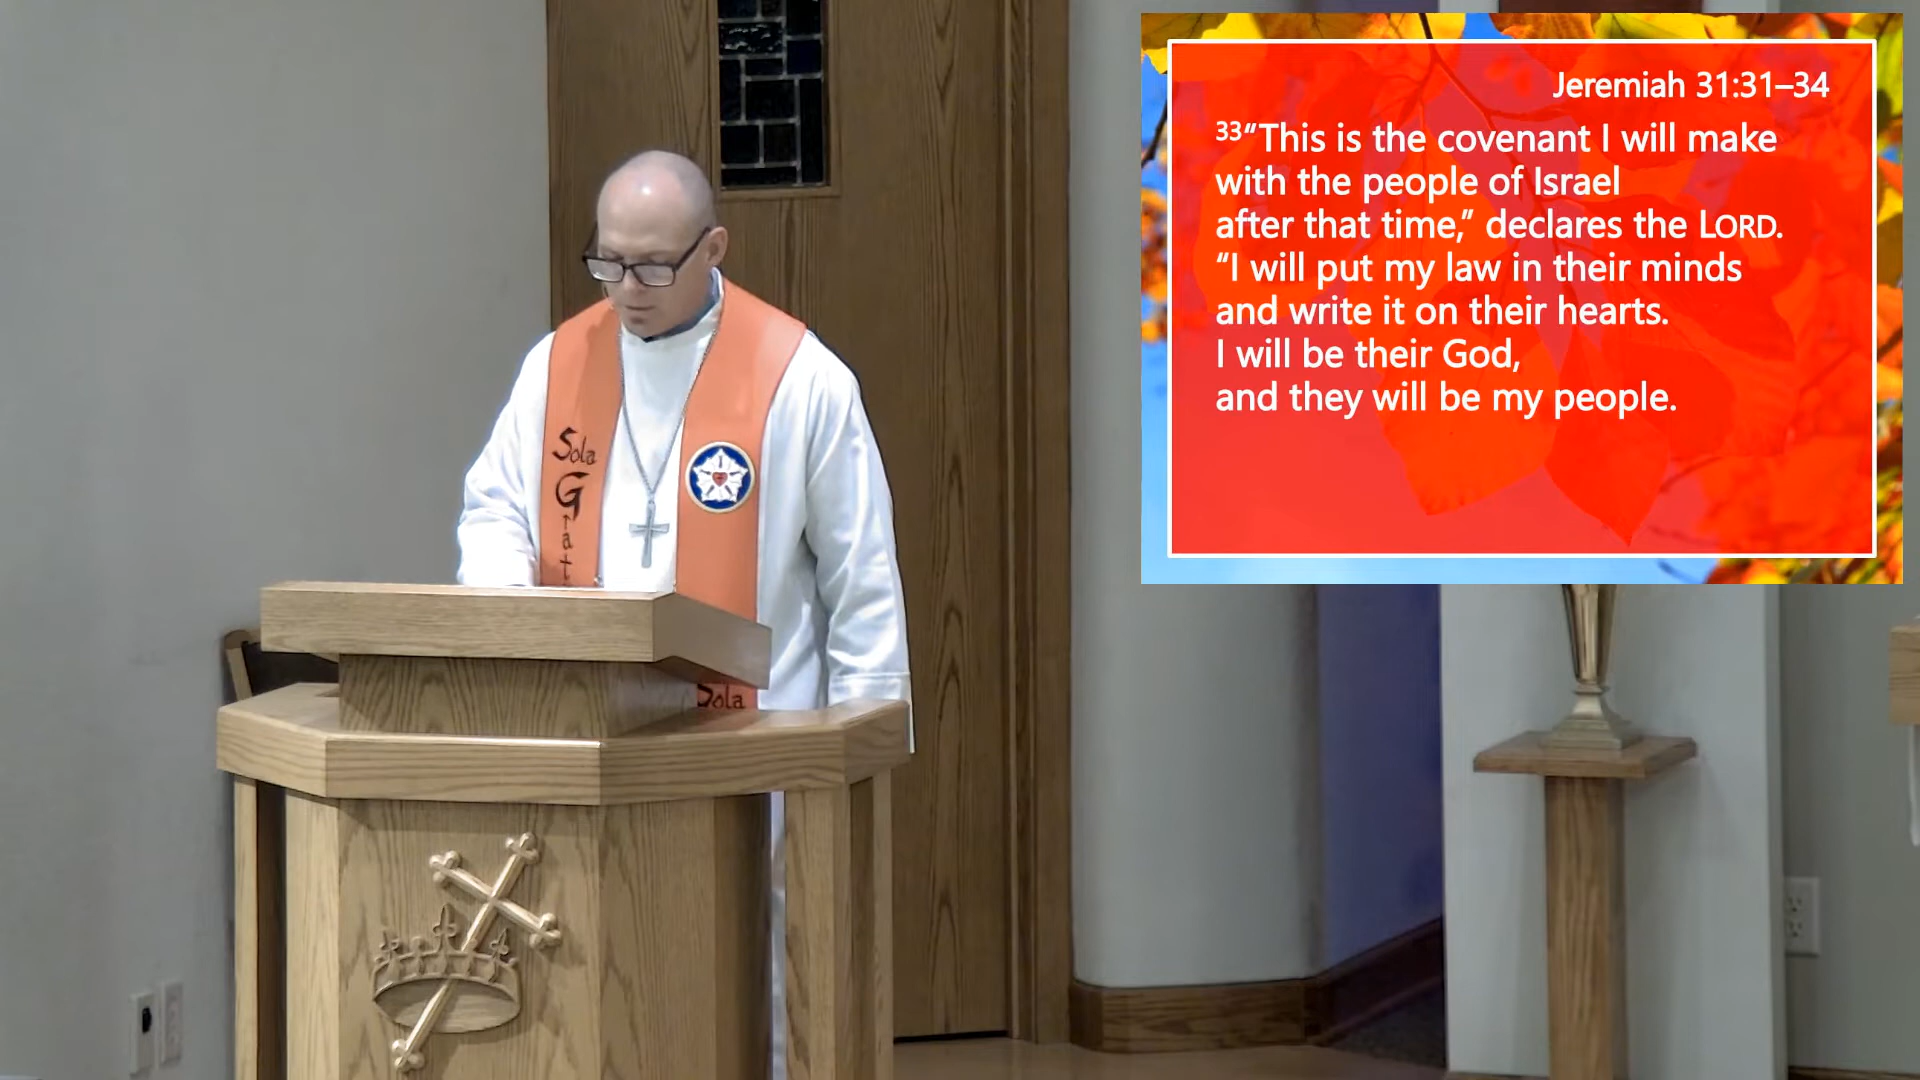 Jeremiah 31:31–34
33“This is the covenant I will make
with the people of Israel
after that time,” declares the LORD.
“I will put my law in their minds
and write it on their hearts.
I will be their God,
and they will be my people.
Sola
Grat
Sola